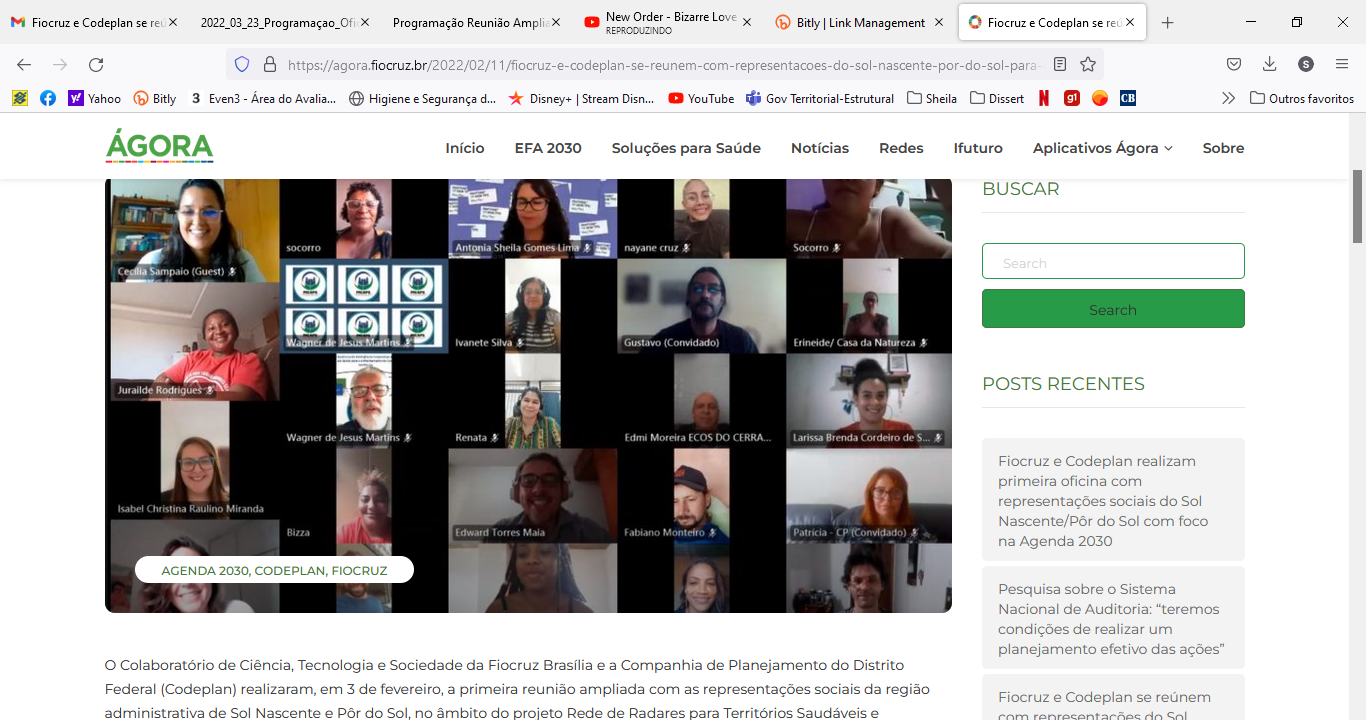 Fiocruz e Codeplan se reú
2022_03_23_Programaçao_Ofi
Programação Reunião Amplia
New Order - Bizarre Love
REPRODUZINDO
Bitly | Link Management
Fiocruz e Codeplan se reú
https://agora.fiocruz.br/2022/02/11/fiocruz-e-codeplan-se-reunem-com-representacoes-do-sol-nascente-por-do-sol-para-
S
Yahoo
Bitly
3 Even3 - Área do Avalia...
Higiene e Segurança d...
Disney+ | Stream Disn...
YouTube
Gov Territorial-Estrutural
Sheila
Dissert
N
g1
CB
Outros favoritos
ÁGORA
Início
EFA 2030
Soluções para Saúde
Notícias
Redes
Ifuturo
Aplicativos Ágora
Sobre
Cecília Sampaio (Guest)
socorro
Antonia Sheila Gomes Lima
nayane cruz
Socorro
Jurailde Rodrigues
Wagner de Jesus Martins
Ivanete Silva
Gustavo (Convidado)
Erineide/ Casa da Natureza
Wagner de Jesus Martins
Renata
Edmi Moreira ECOS DO CERRA...
Larissa Brenda Cordeiro de S...
Isabel Christina Raulino Miranda
Bizza
Edward Torres Maia
Fabiano Monteiro
Patrícia - CP (Convidado)
AGENDA 2030, CODEPLAN, FIOCRUZ
O Colaboratório de Ciência, Tecnologia e Sociedade da Fiocruz Brasília e a Companhia de Planejamento do Distrito
Federal (Codeplan) realizaram, em 3 de fevereiro, a primeira reunião ampliada com as representações sociais da região
administrativa de Sol Nascente e Pôr do Sol, no âmbito do projeto Rede de Radares para Territórios Saudáveis e
BUSCAR
Search
Search
POSTS RECENTES
Fiocruz e Codeplan realizam
primeira oficina com
representações sociais do Sol
Nascente/Pôr do Sol com foco
na Agenda 2030
Pesquisa sobre o Sistema
Nacional de Auditoria: “teremos
condições de realizar um
planejamento efetivo das ações”
Fiocruz e Codeplan se reúnem
com representações do Sol